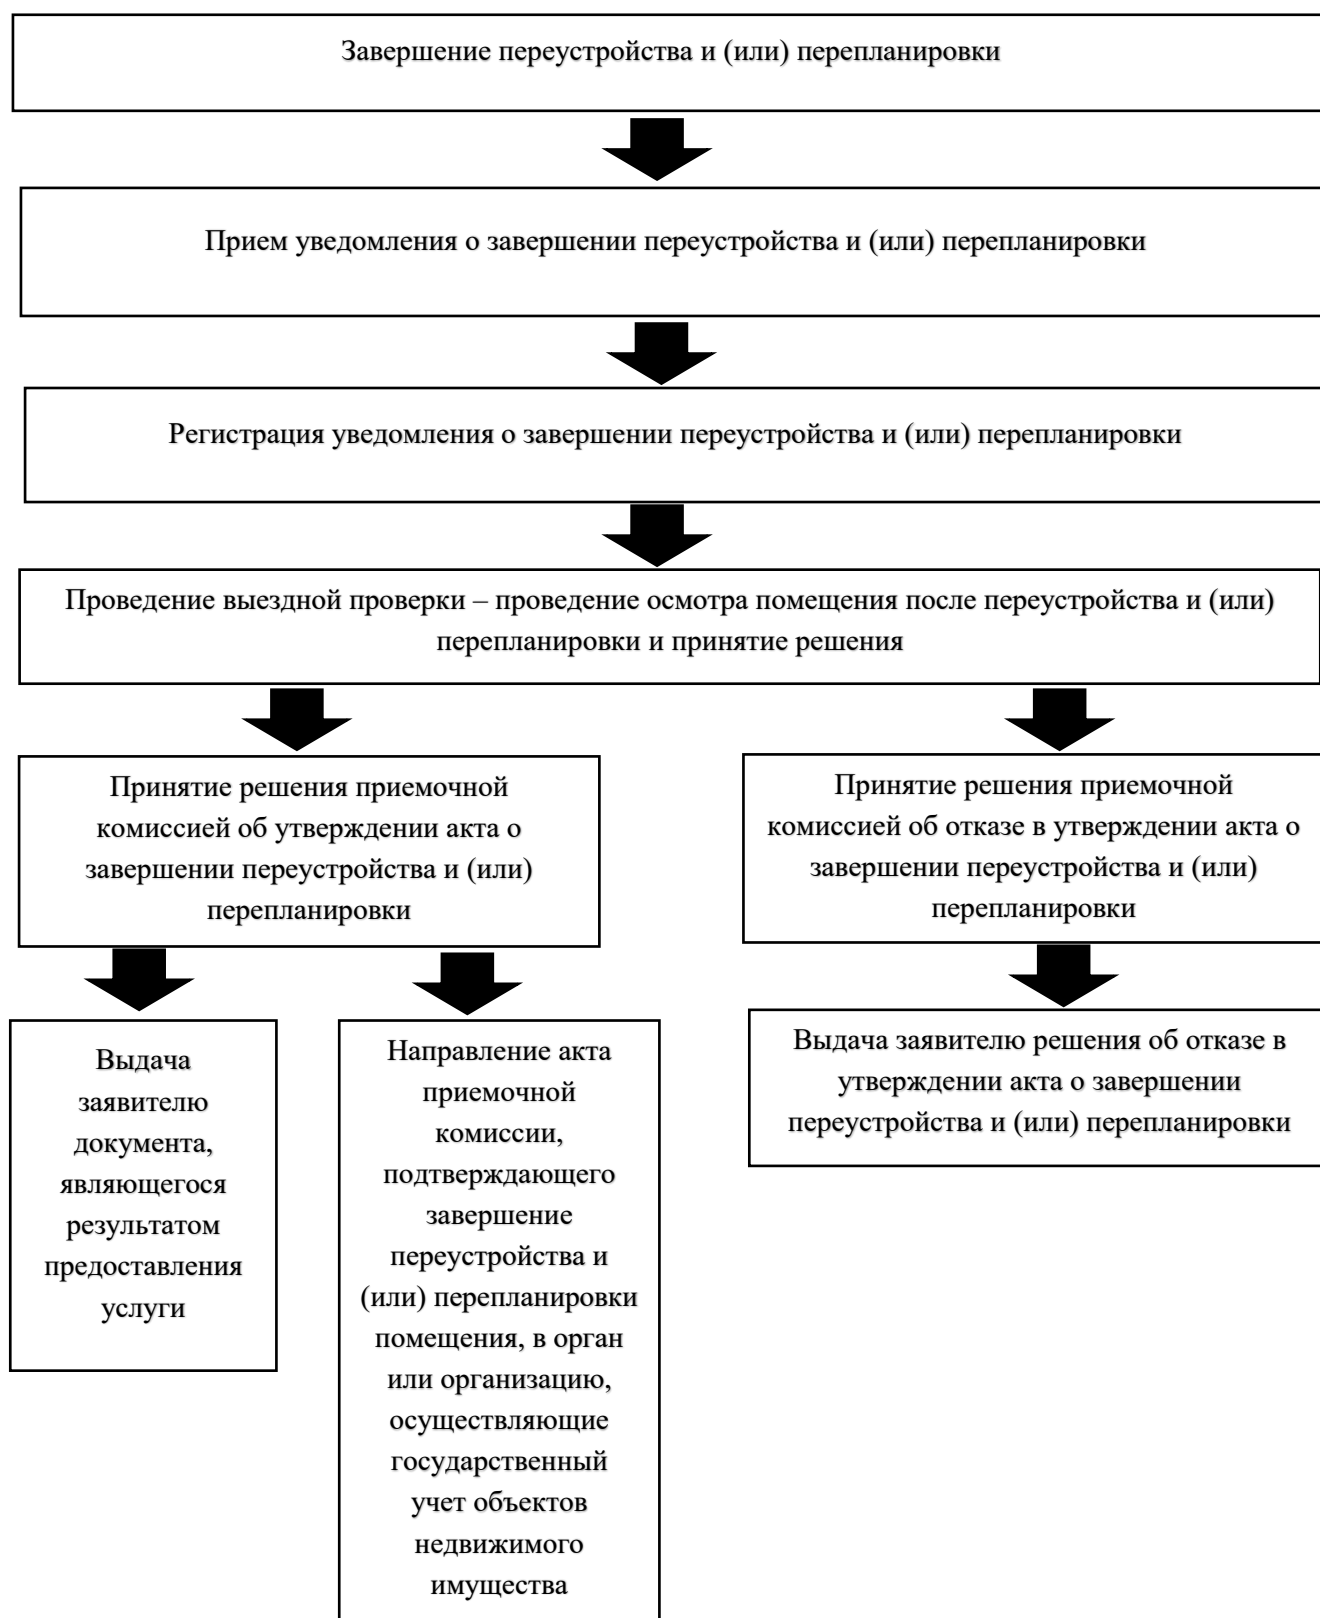 Завершение переустройства и (или) перепланировки
Прием уведомления о завершении переустройства и (или) перепланировки
Регистрация уведомления о завершении переустройства и (или) перепланировки
Проведение выездной проверки – проведение осмотра помещения после переустройства и (или)
перепланировки и принятие решения
Принятие решения приемочной
комиссией об утверждении акта о
завершении переустройства и (или)
перепланировки
Принятие решения приемочной
комиссией об отказе в утверждении акта о
завершении переустройства и (или)
перепланировки
Выдача
заявителю
документа,
являющегося
результатом
предоставления
услуги
Направление акта
приемочной
комиссии,
подтверждающего
завершение
переустройства и
(или) перепланировки
помещения, в орган
или организацию,
осуществляющие
государственный
учет объектов
недвижимого
имущества
Выдача заявителю решения об отказе в
утверждении акта о завершении
переустройства и (или) перепланировки